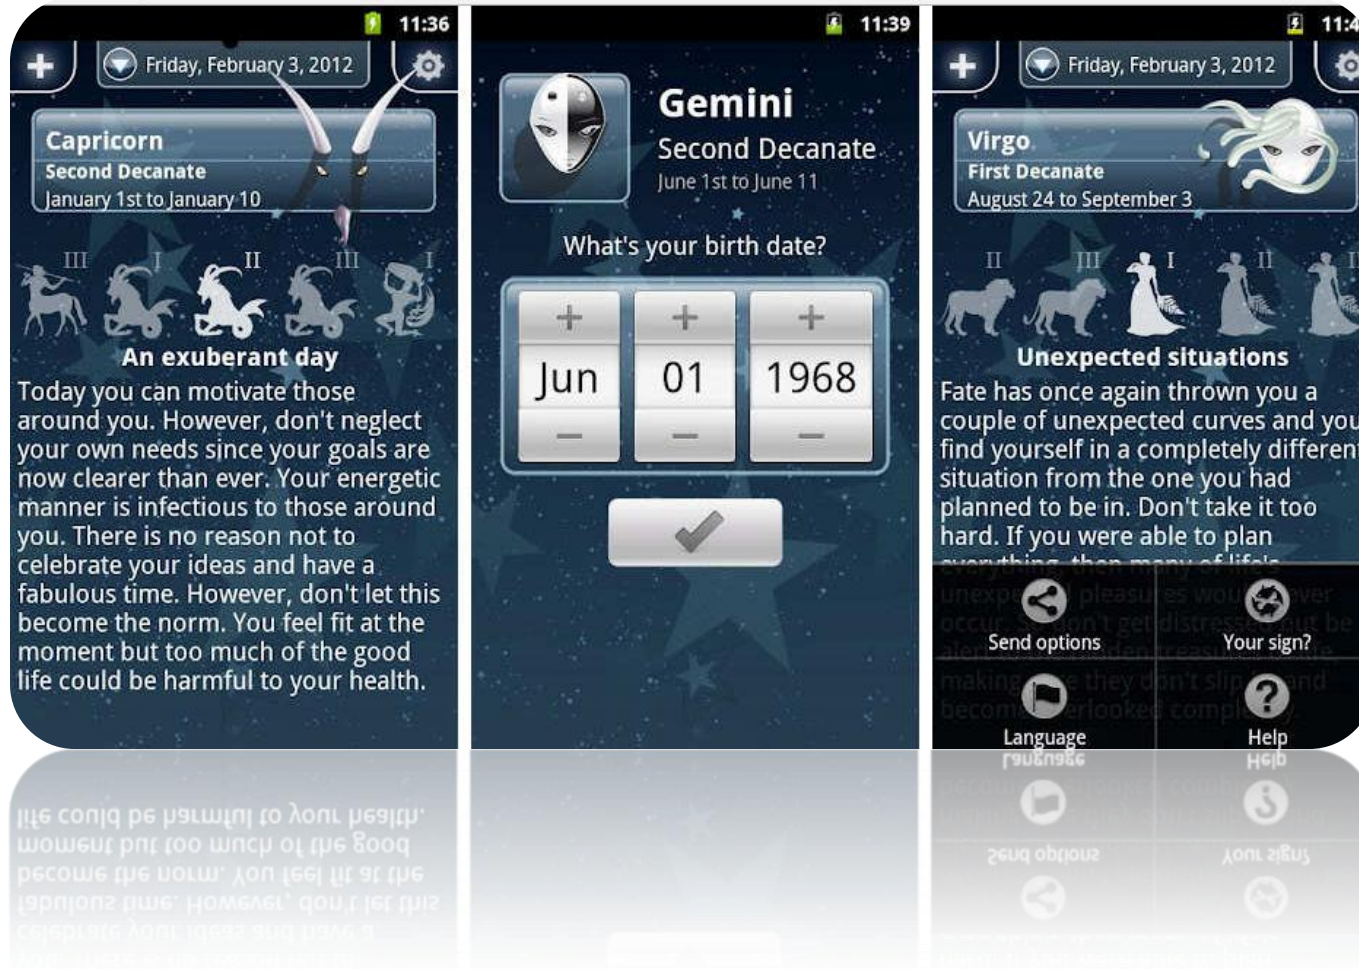 11:36
Friday, February 3, 2012
Capricorn
Second Decanate
January 1st to January 10
III I II III I
An exuberant day
Today you can motivate those
around you. However, don't neglect
your own needs since your goals are
now clearer than ever. Your energetic
manner is infectious to those around
you. There is no reason not to
celebrate your ideas and have a
fabulous time. However, don't let this
become the norm. You feel fit at the
moment but too much of the good
life could be harmful to your health.
11:39
Gemini
Second Decanate
June 1st to June 11
What's your birth date?
+ + +
Jun 01 1968
− − −
11:4
Friday, February 3, 2012
Virgo
First Decanate
August 24 to September 3
II III I II
Unexpected situations
Fate has once again thrown you a
couple of unexpected curves and you
find yourself in a completely different
situation from the one you had
planned to be in. Don't take it too
hard. If you were able to plan
everything, then many of life's
Send options
Your sign?
Language
Help